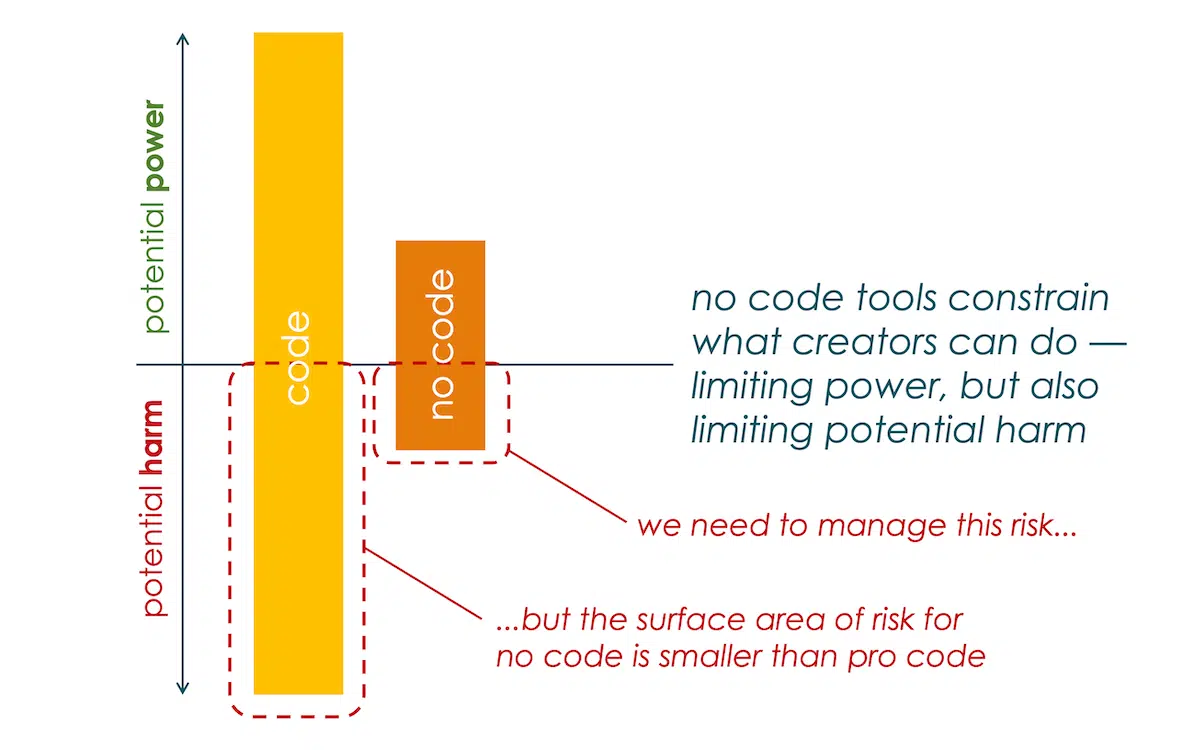 potential power
potential harm
code
no code
no code tools constrain
what creators can do —
limiting power, but also
limiting potential harm
we need to manage this risk...
...but the surface area of risk for
no code is smaller than pro code